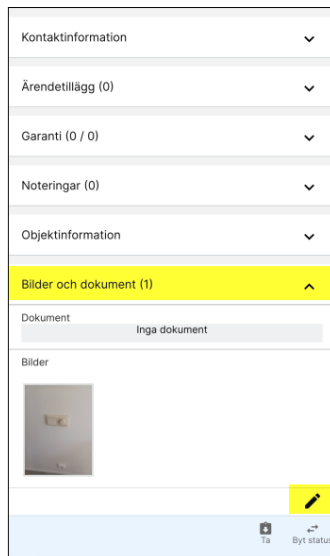 Kontaktinformation
Ärendetillägg (0)
Garanti (0 / 0)
Noteringar (0)
Objektinformation
Bilder och dokument (1)
Dokument
Inga dokument
Bilder
Ta
Byt status